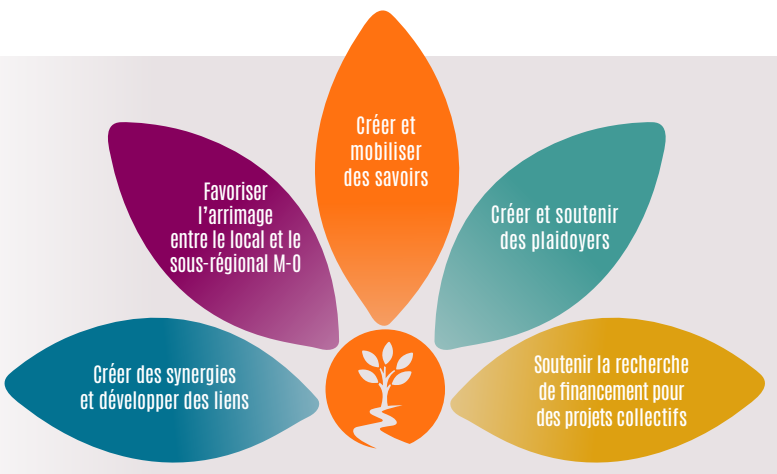 Créer et
mobiliser
des savoirs
Favoriser
l’arrimage
entre le local et le
sous-régional M-O
Créer et soutenir
des plaidoyers
Créer des synergies
et développer des liens
Soutenir la recherche
de financement pour
des projets collectifs